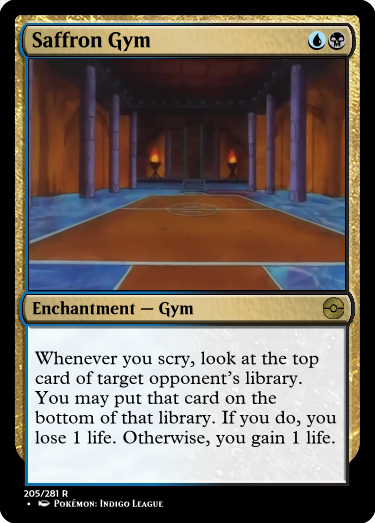 Saffron Gym
Enchantment — Gym
Whenever you scry, look at the top
card of target opponent's library.
You may put that card on the
bottom of that library. If you do, you
lose 1 life. Otherwise, you gain 1 life.
205/281 R
• Pokémon: Indigo League